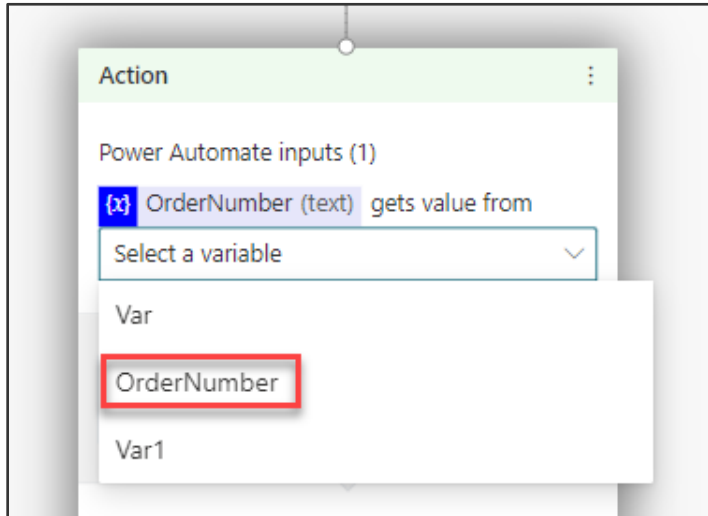 Action
Power Automate inputs (1)
{x} OrderNumber (text) gets value from
Select a variable
Var
OrderNumber
Var1